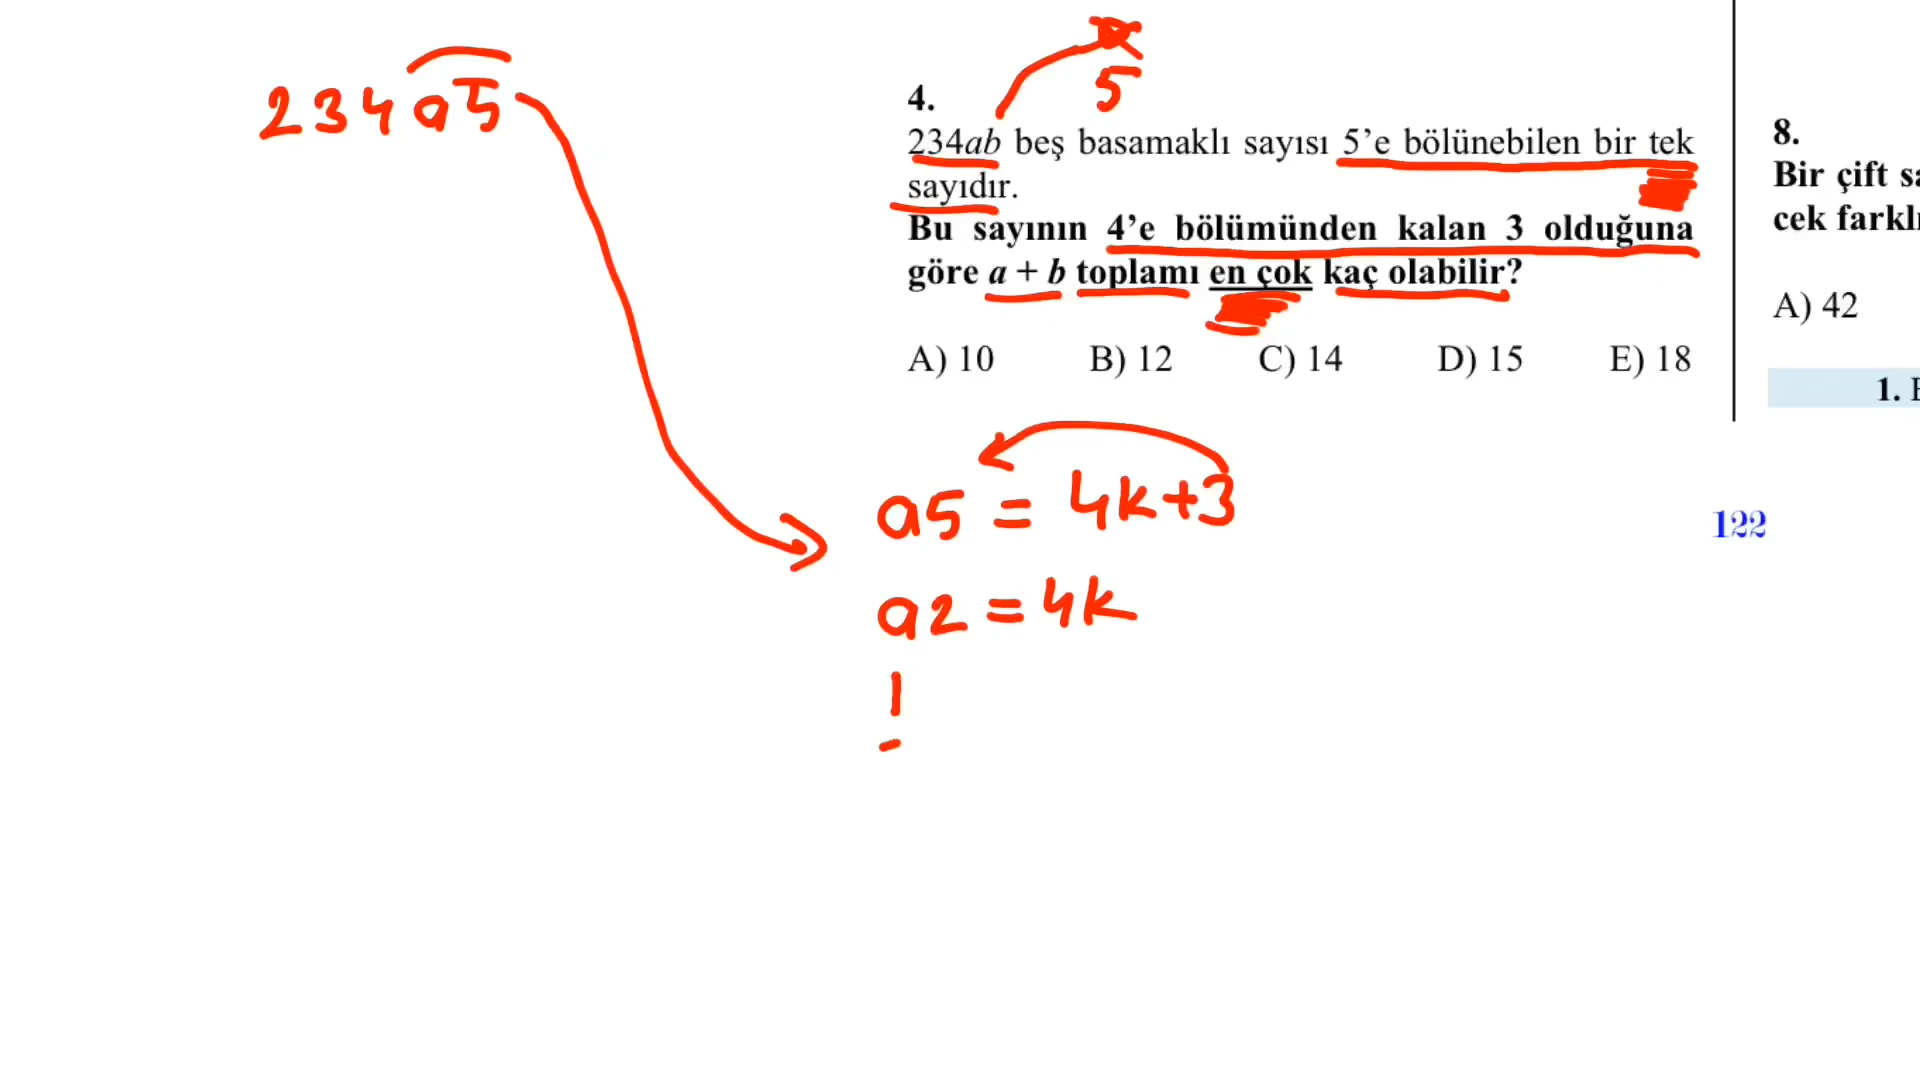 234a5
5
4.
234ab beş basamaklı sayısı 5’e bölünebilen bir tek
sayıdır.
Bu sayının 4’e bölümünden kalan 3 olduğuna
göre a + b toplamı en çok kaç olabilir?
A) 10 B) 12 C) 14 D) 15 E) 18
a5 = 4k+3
a2 = 4k
1
8.
Bir çift
cek
A) 42
1.
122